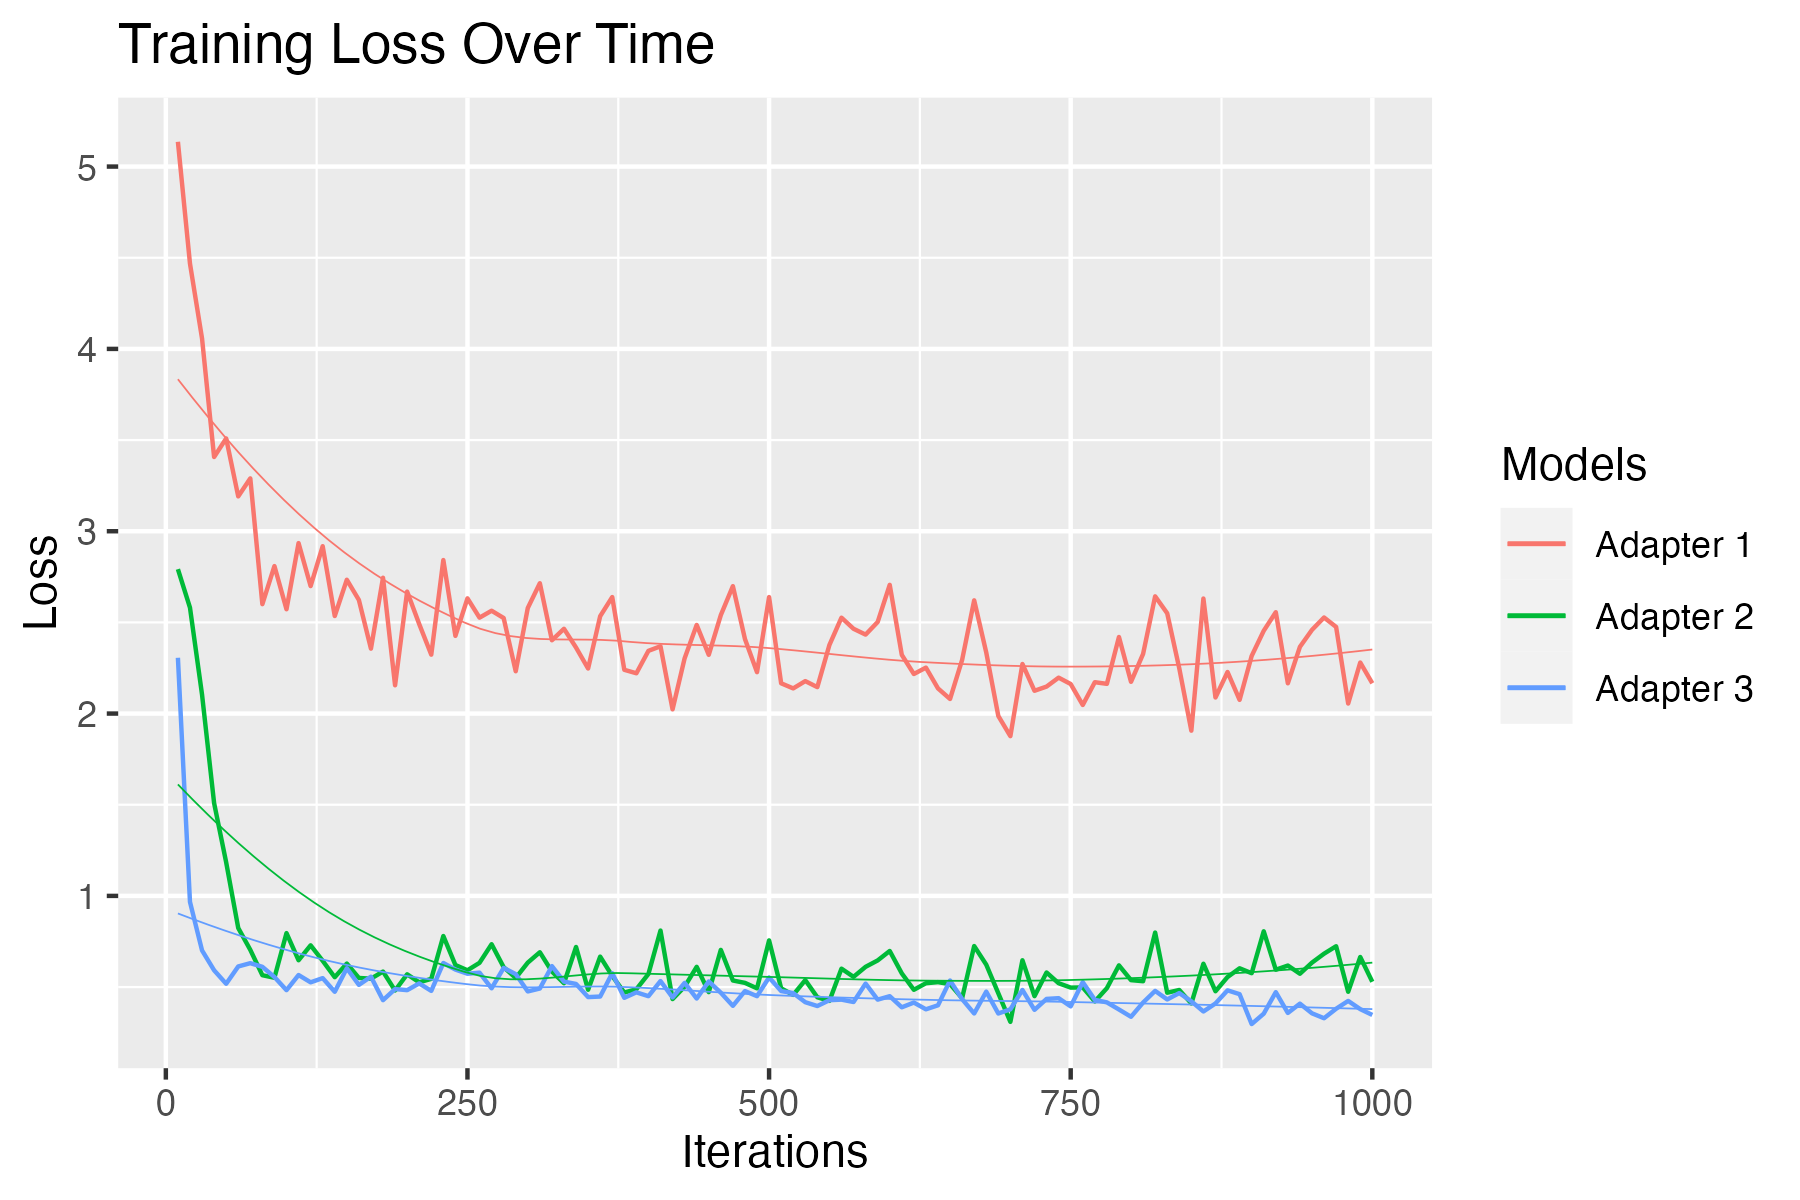 Training Loss Over Time
5
4
3
2
1
Loss
0 250 500 750 1000
Iterations
Models
Adapter 1
Adapter 2
Adapter 3